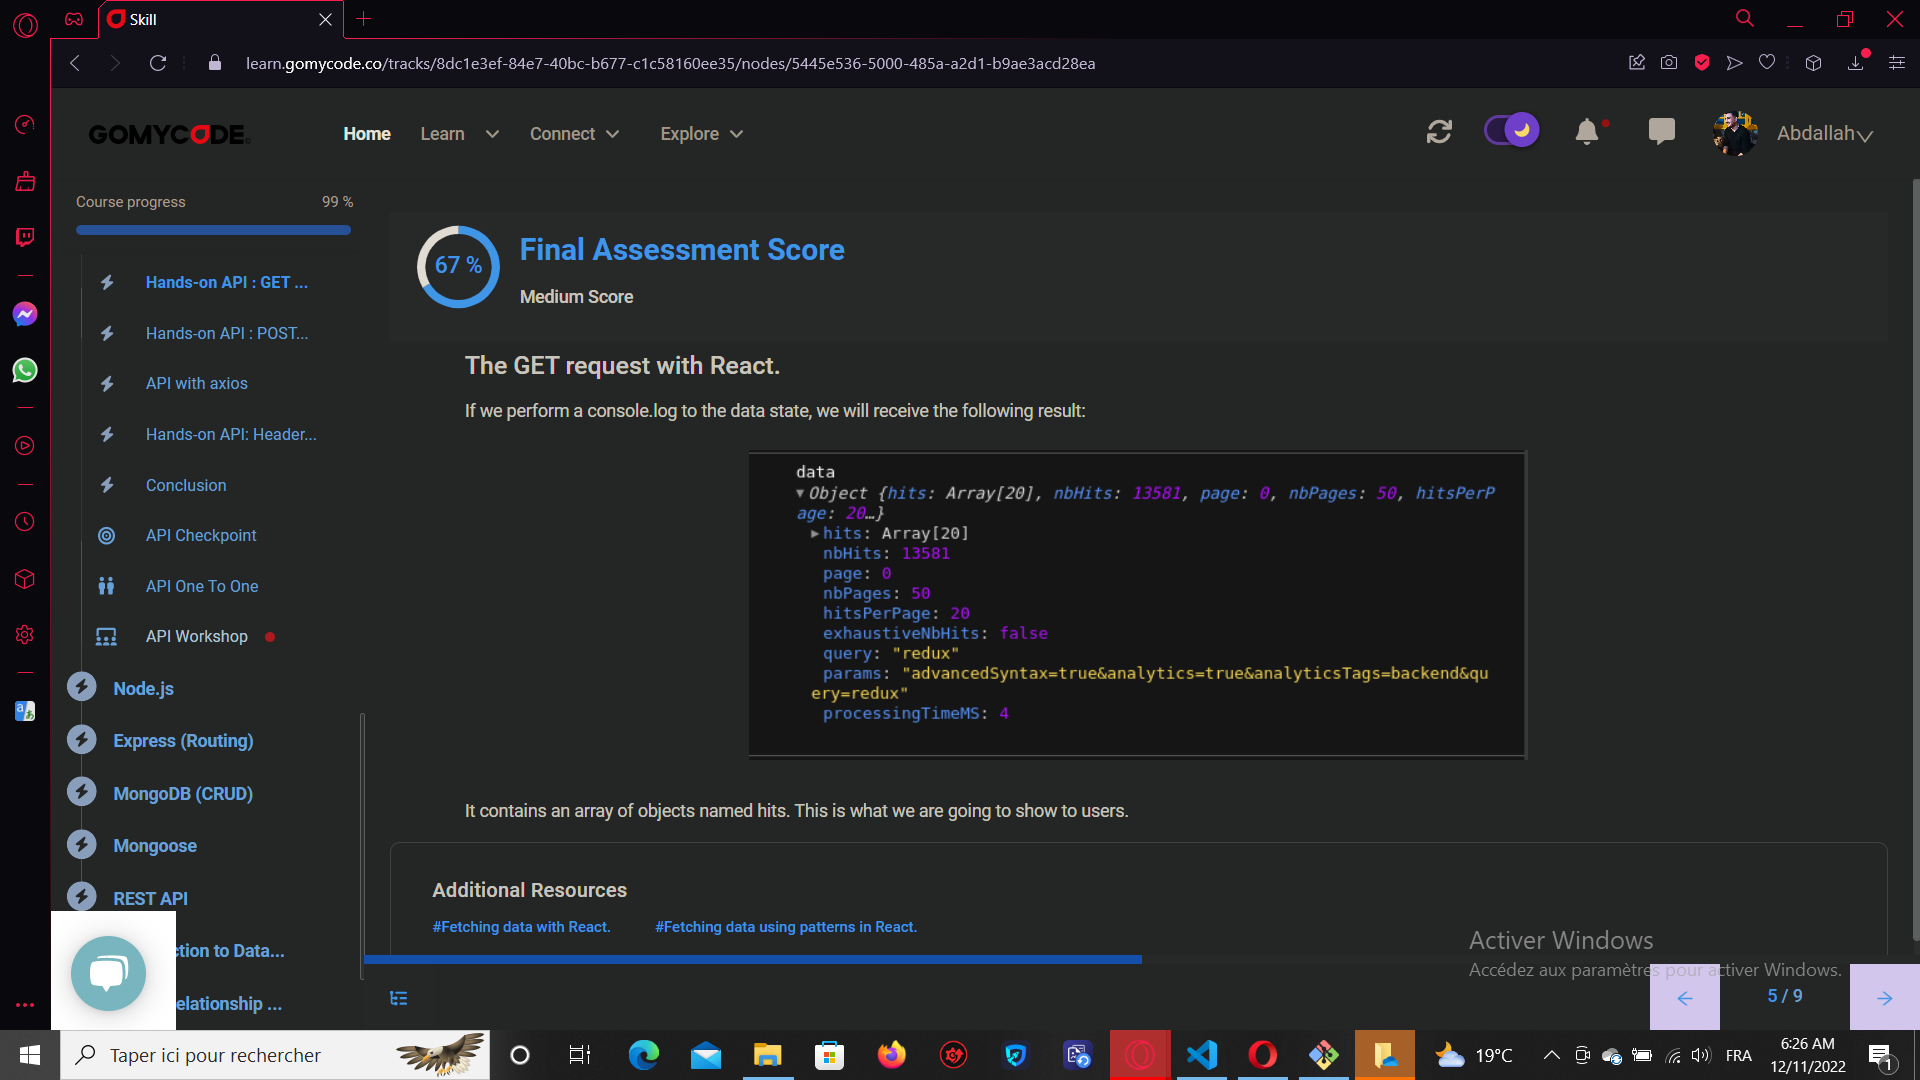 Skill
learn.gomycode.co/tracks/8dc1e3ef-84e7-40bc-b677-c1c58160ee35/nodes/5445e536-5000-485a-a2d1-b9ae3acd28ea
GOMYCODE
Home
Learn
Connect
Explore
Abdallah
Course progress
99 %
Hands-on API : GET ...
Hands-on API : POST...
API with axios
Hands-on API: Header...
Conclusion
API Checkpoint
API One To One
API Workshop
Node.js
Express (Routing)
MongoDB (CRUD)
Mongoose
REST API
ction to Data...
elationship ...
67 %
Final Assessment Score
Medium Score
The GET request with React.
If we perform a console.log to the data state, we will receive the following result:
data
▼Object {hits: Array[20], nbHits: 13581, page: 0, nbPages: 50, hitsPerP
age: 20…}
▶hits: Array[20]
nbHits: 13581
page: 0
nbPages: 50
hitsPerPage: 20
exhaustiveNbHits: false
query: "redux"
params: "advancedSyntax=true&analytics=true&analyticsTags=backend&qu
ery=redux"
processingTimeMS: 4
It contains an array of objects named hits. This is what we are going to show to users.
Additional Resources
#Fetching data with React.
#Fetching data using patterns in React.
Activer Windows
Accédez aux paramètres pour activer Windows.
5 / 9
Taper ici pour rechercher
19°C
FRA
6:26 AM
12/11/2022
1